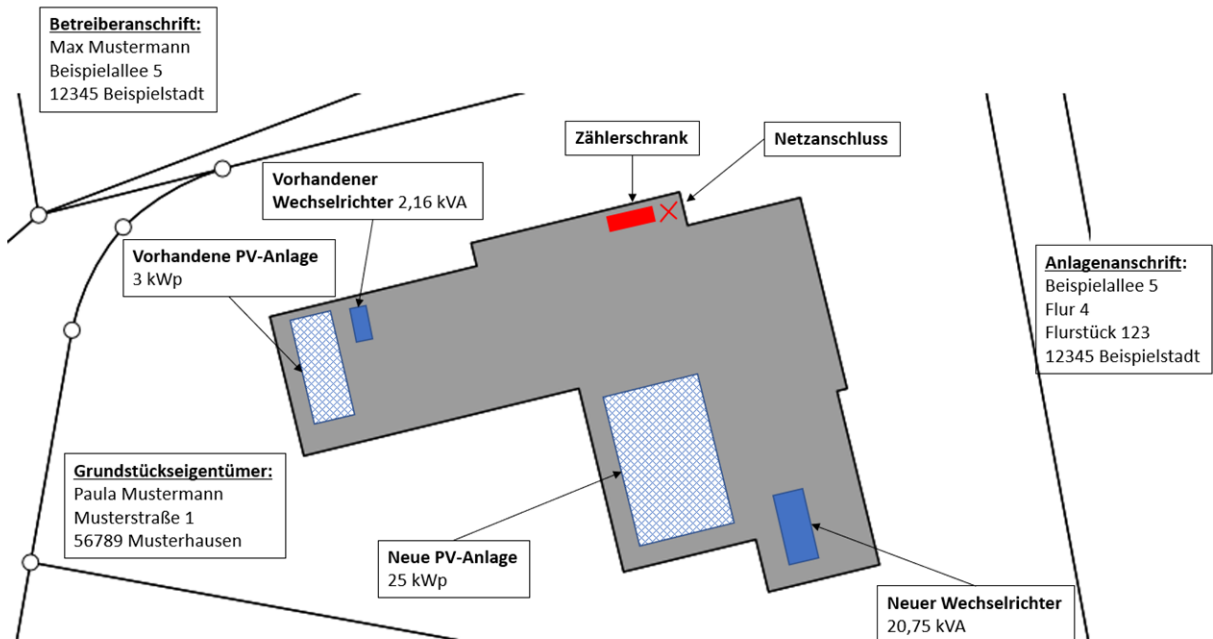 Betreiberanschrift:
Max Mustermann
Beispielallee 5
12345 Beispielstadt
Zählerschrank
Netzanschluss
Vorhandener
Wechselrichter 2,16 kVA
Vorhandene PV-Anlage
3 kWp
Anlagenanschrift:
Beispielallee 5
Flur 4
Flurstück 123
12345 Beispielstadt
Grundstückseigentümer:
Paula Mustermann
Musterstraße 1
56789 Musterhausen
Neue PV-Anlage
25 kWp
Neuer Wechselrichter
20,75 kVA